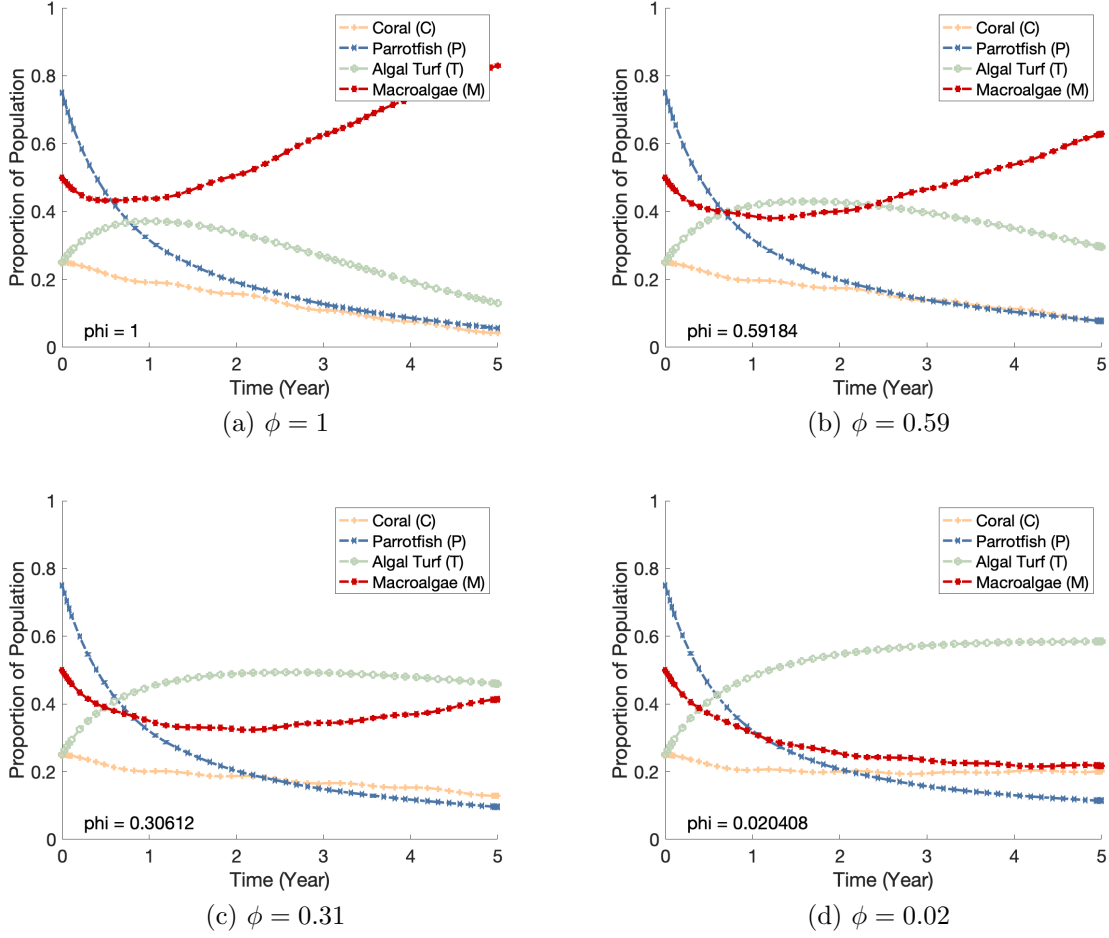 1
0.8
0.6
0.4
0.2
0
Proportion of Population
Coral (C)
Parrotfish (P)
Algal Turf (T)
Macroalgae (M)
phi = 1
0 1 2 3 4 5
Time (Year)
(a) ϕ = 1
1
0.8
0.6
0.4
0.2
0
Proportion of Population
Coral (C)
Parrotfish (P)
Algal Turf (T)
Macroalgae (M)
phi = 0.59184
0 1 2 3 4 5
Time (Year)
(b) ϕ = 0.59
1
0.8
0.6
0.4
0.2
0
Proportion of Population
Coral (C)
Parrotfish (P)
Algal Turf (T)
Macroalgae (M)
phi = 0.30612
0 1 2 3 4 5
Time (Year)
(c) ϕ = 0.31
1
0.8
0.6
0.4
0.2
0
Proportion of Population
Coral (C)
Parrotfish (P)
Algal Turf (T)
Macroalgae (M)
phi = 0.020408
0 1 2 3 4 5
Time (Year)
(d) ϕ = 0.02